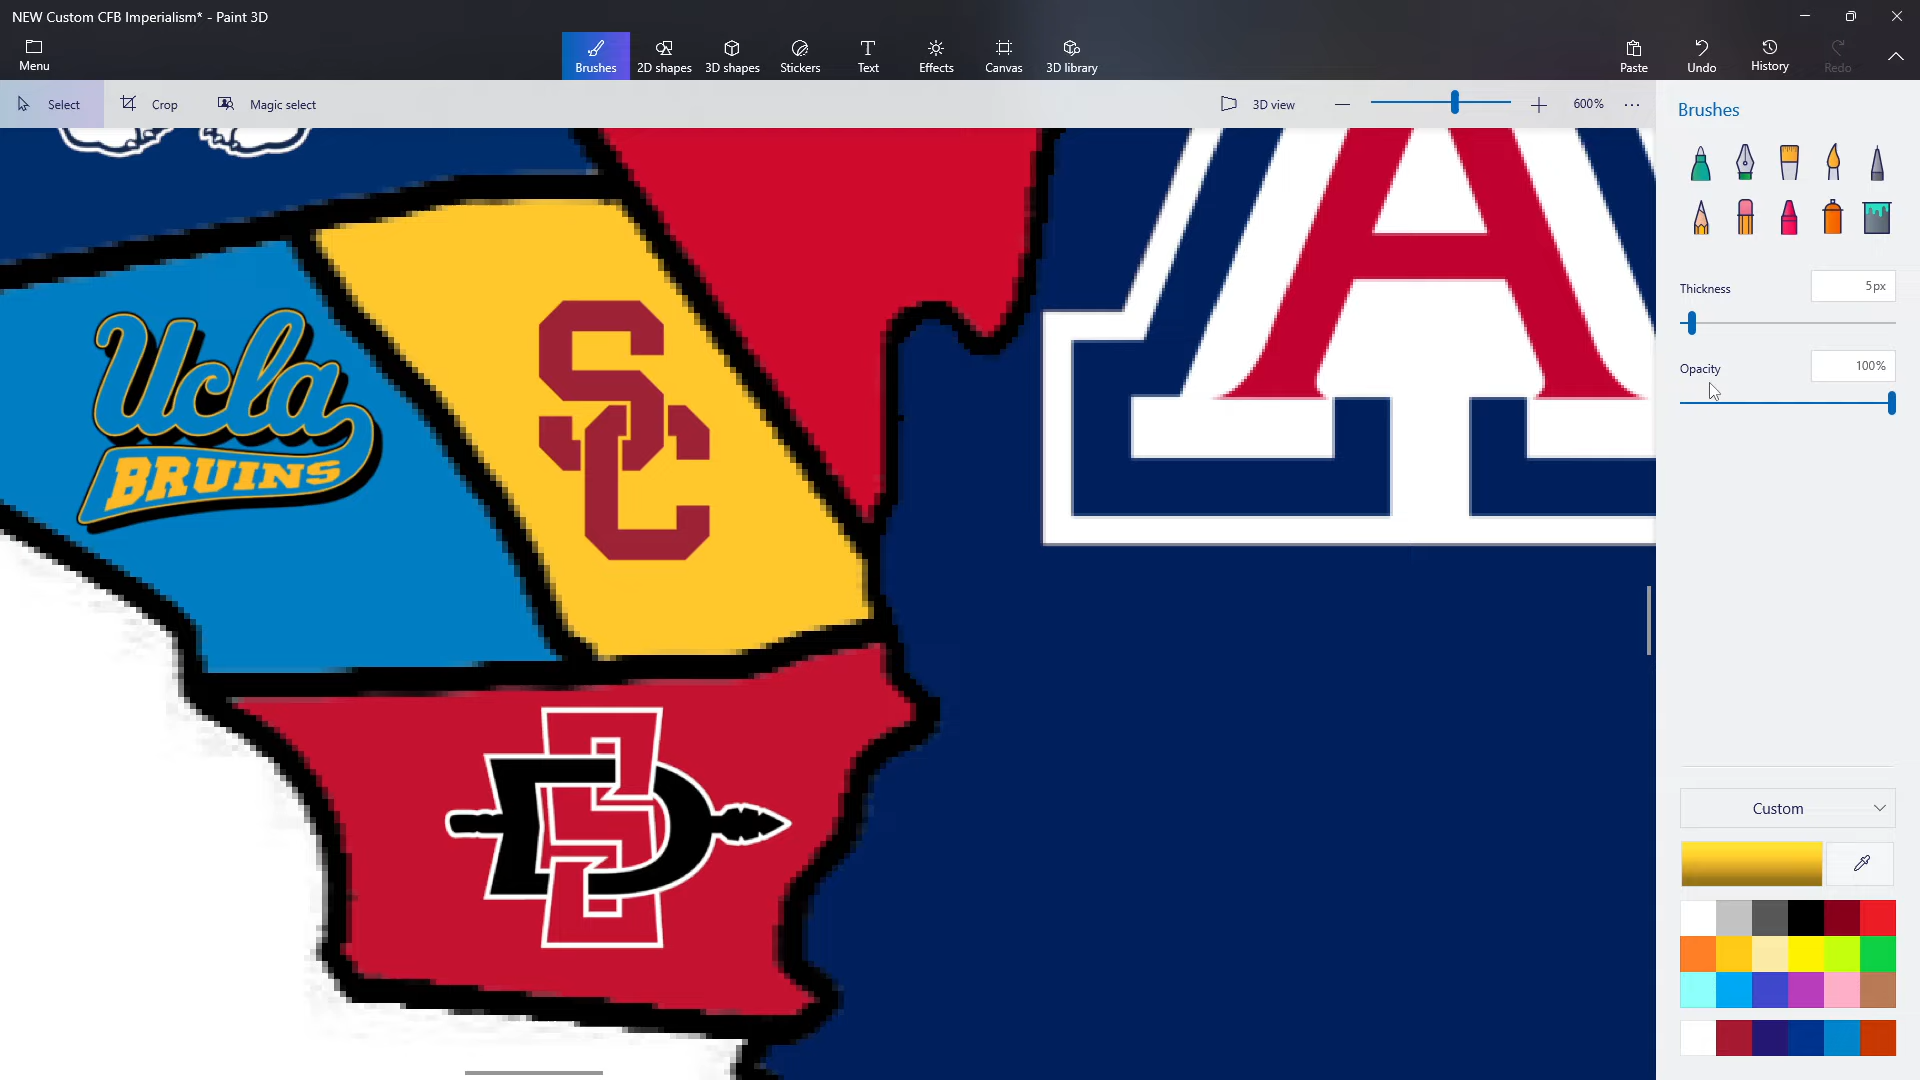 NEW Custom CFB Imperialism* - Paint 3D
Menu
Brushes
2D shapes
3D shapes
Stickers
Text
Effects
Canvas
3D library
Paste
Undo
History
Redo
Select
Crop
Magic select
3D view
600%
Brushes
Thickness
5px
Opacity
100%
Custom
A
Ucla
BRUINS
SC
SD